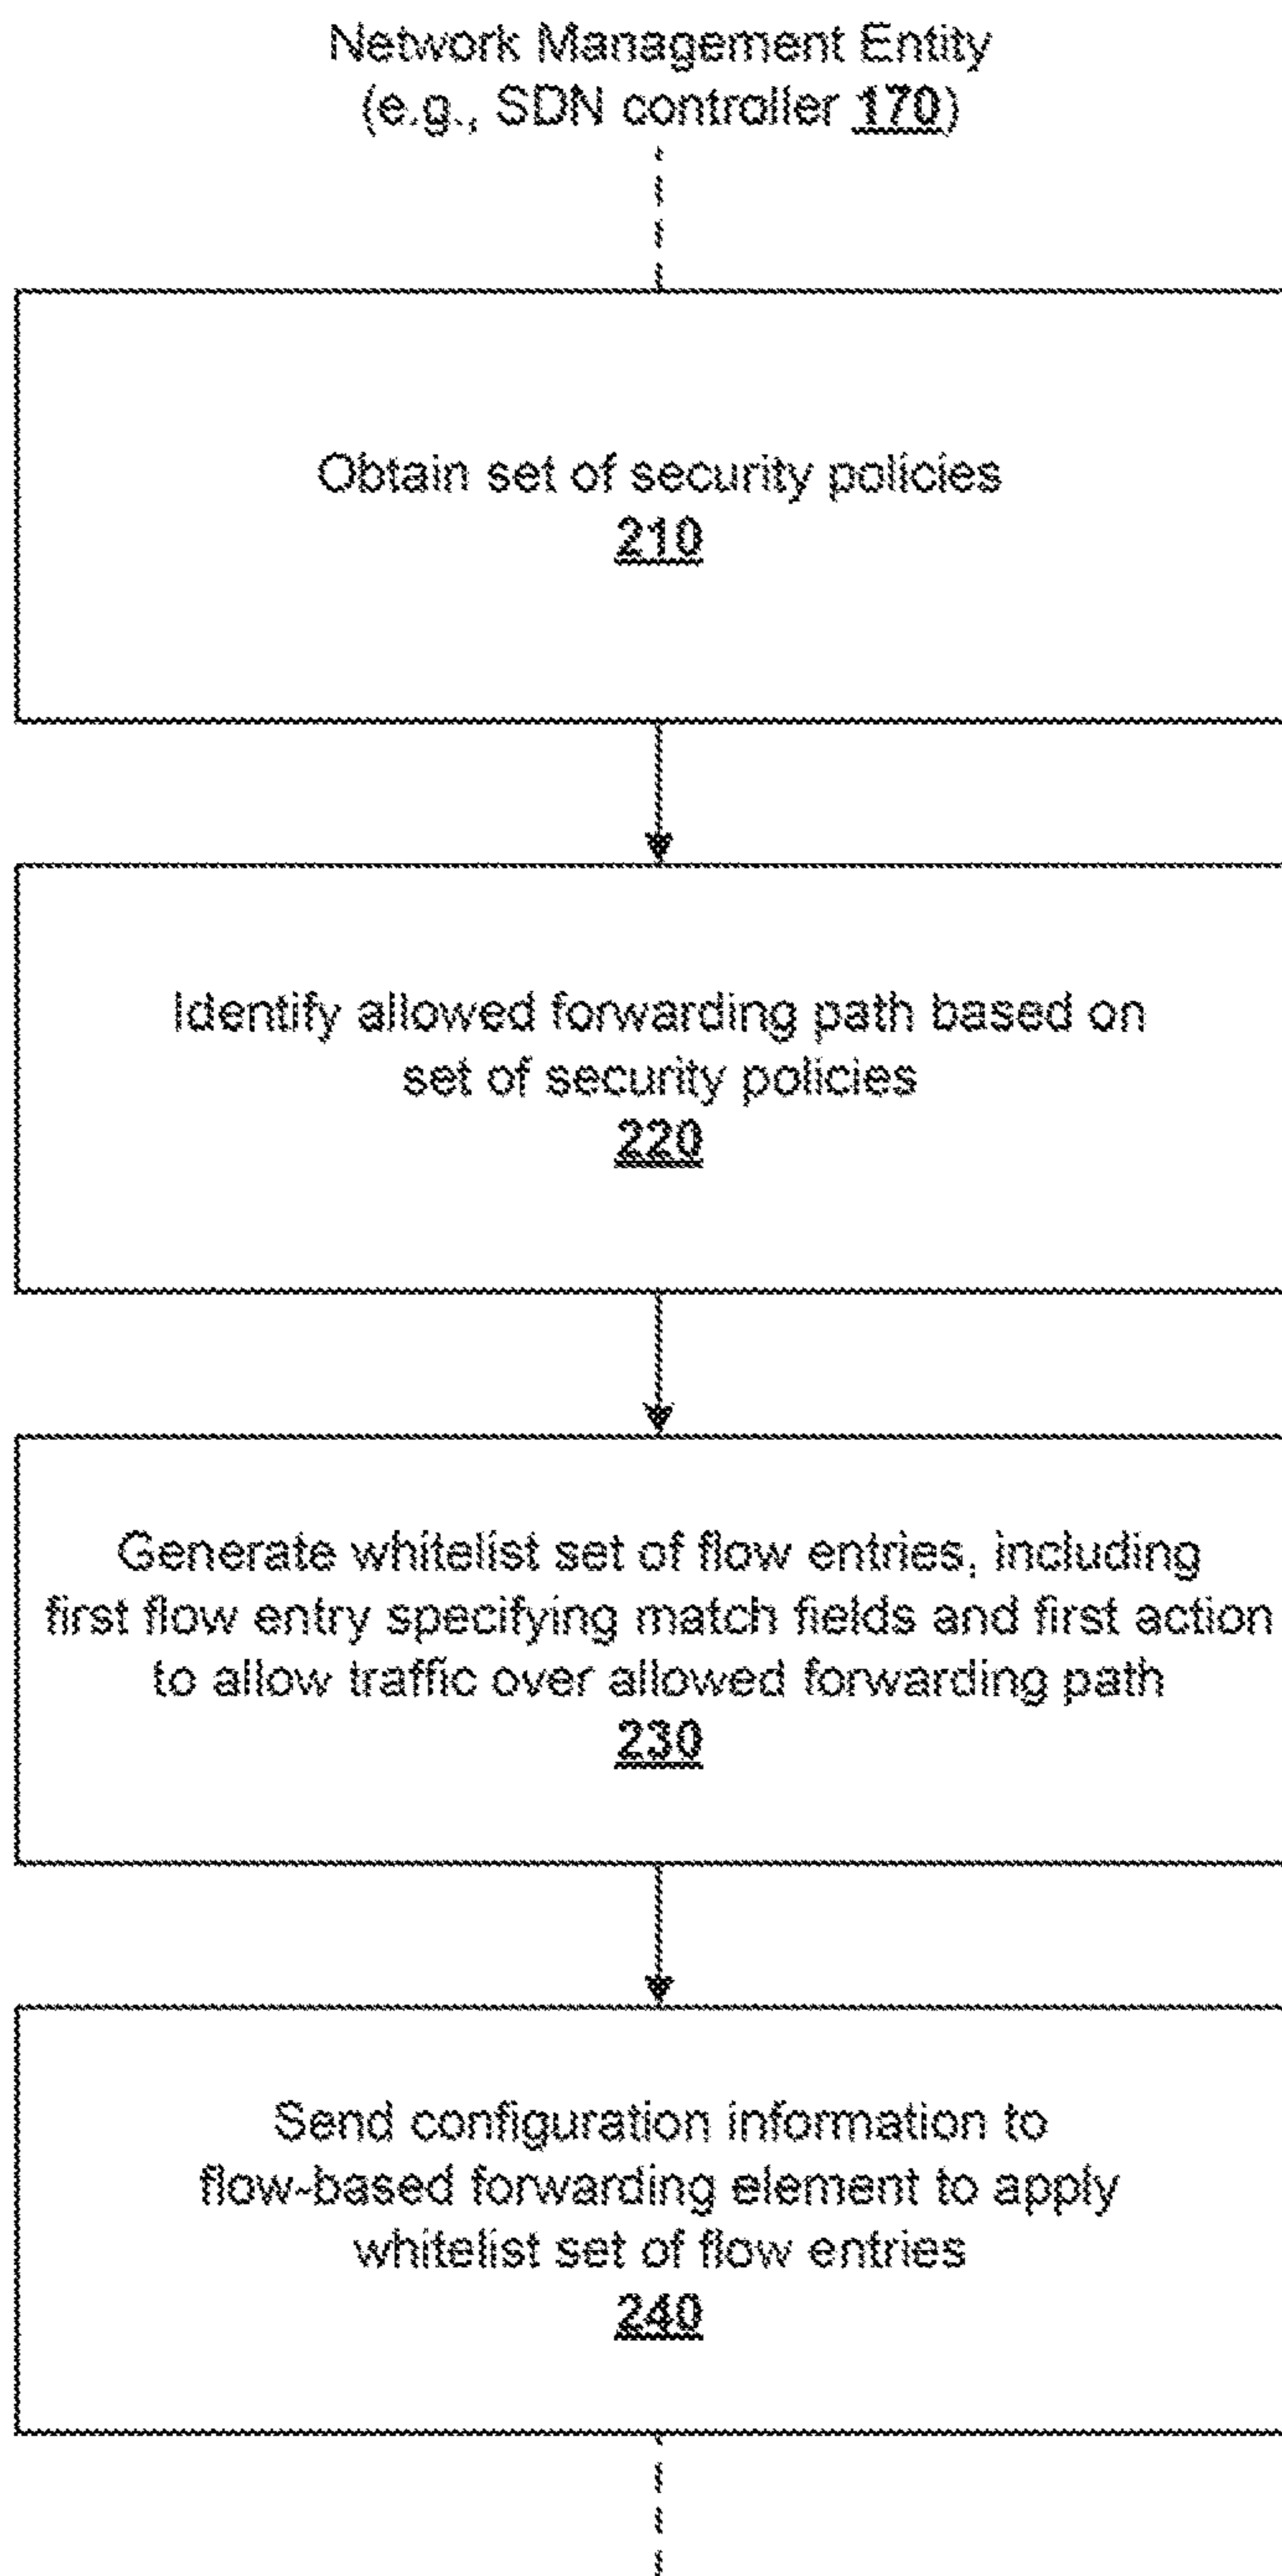 Network Management Entity
(e.g., SDN controller 170)
Obtain set of security policies
210
Identify allowed forwarding path based on
set of security policies
220
Generate whitelist set of flow entries, including
first flow entry specifying match fields and first action
to allow traffic over allowed forwarding path
230
Send configuration information to
flow-based forwarding element to apply
whitelist set of flow entries
240